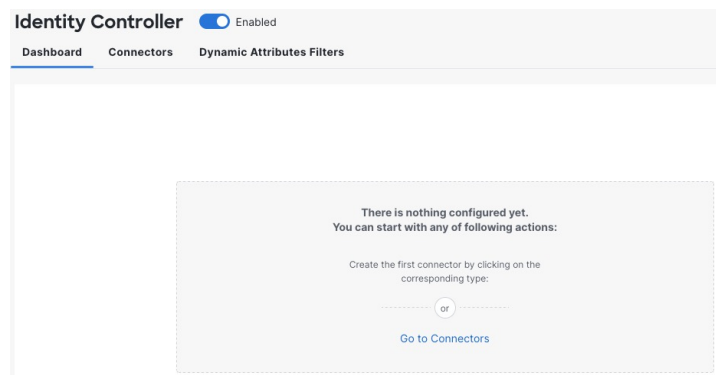 Identity Controller Enabled
Dashboard Connectors Dynamic Attributes Filters
There is nothing configured yet.
You can start with any of following actions:
Create the first connector by clicking on the
corresponding type:
or
Go to Connectors